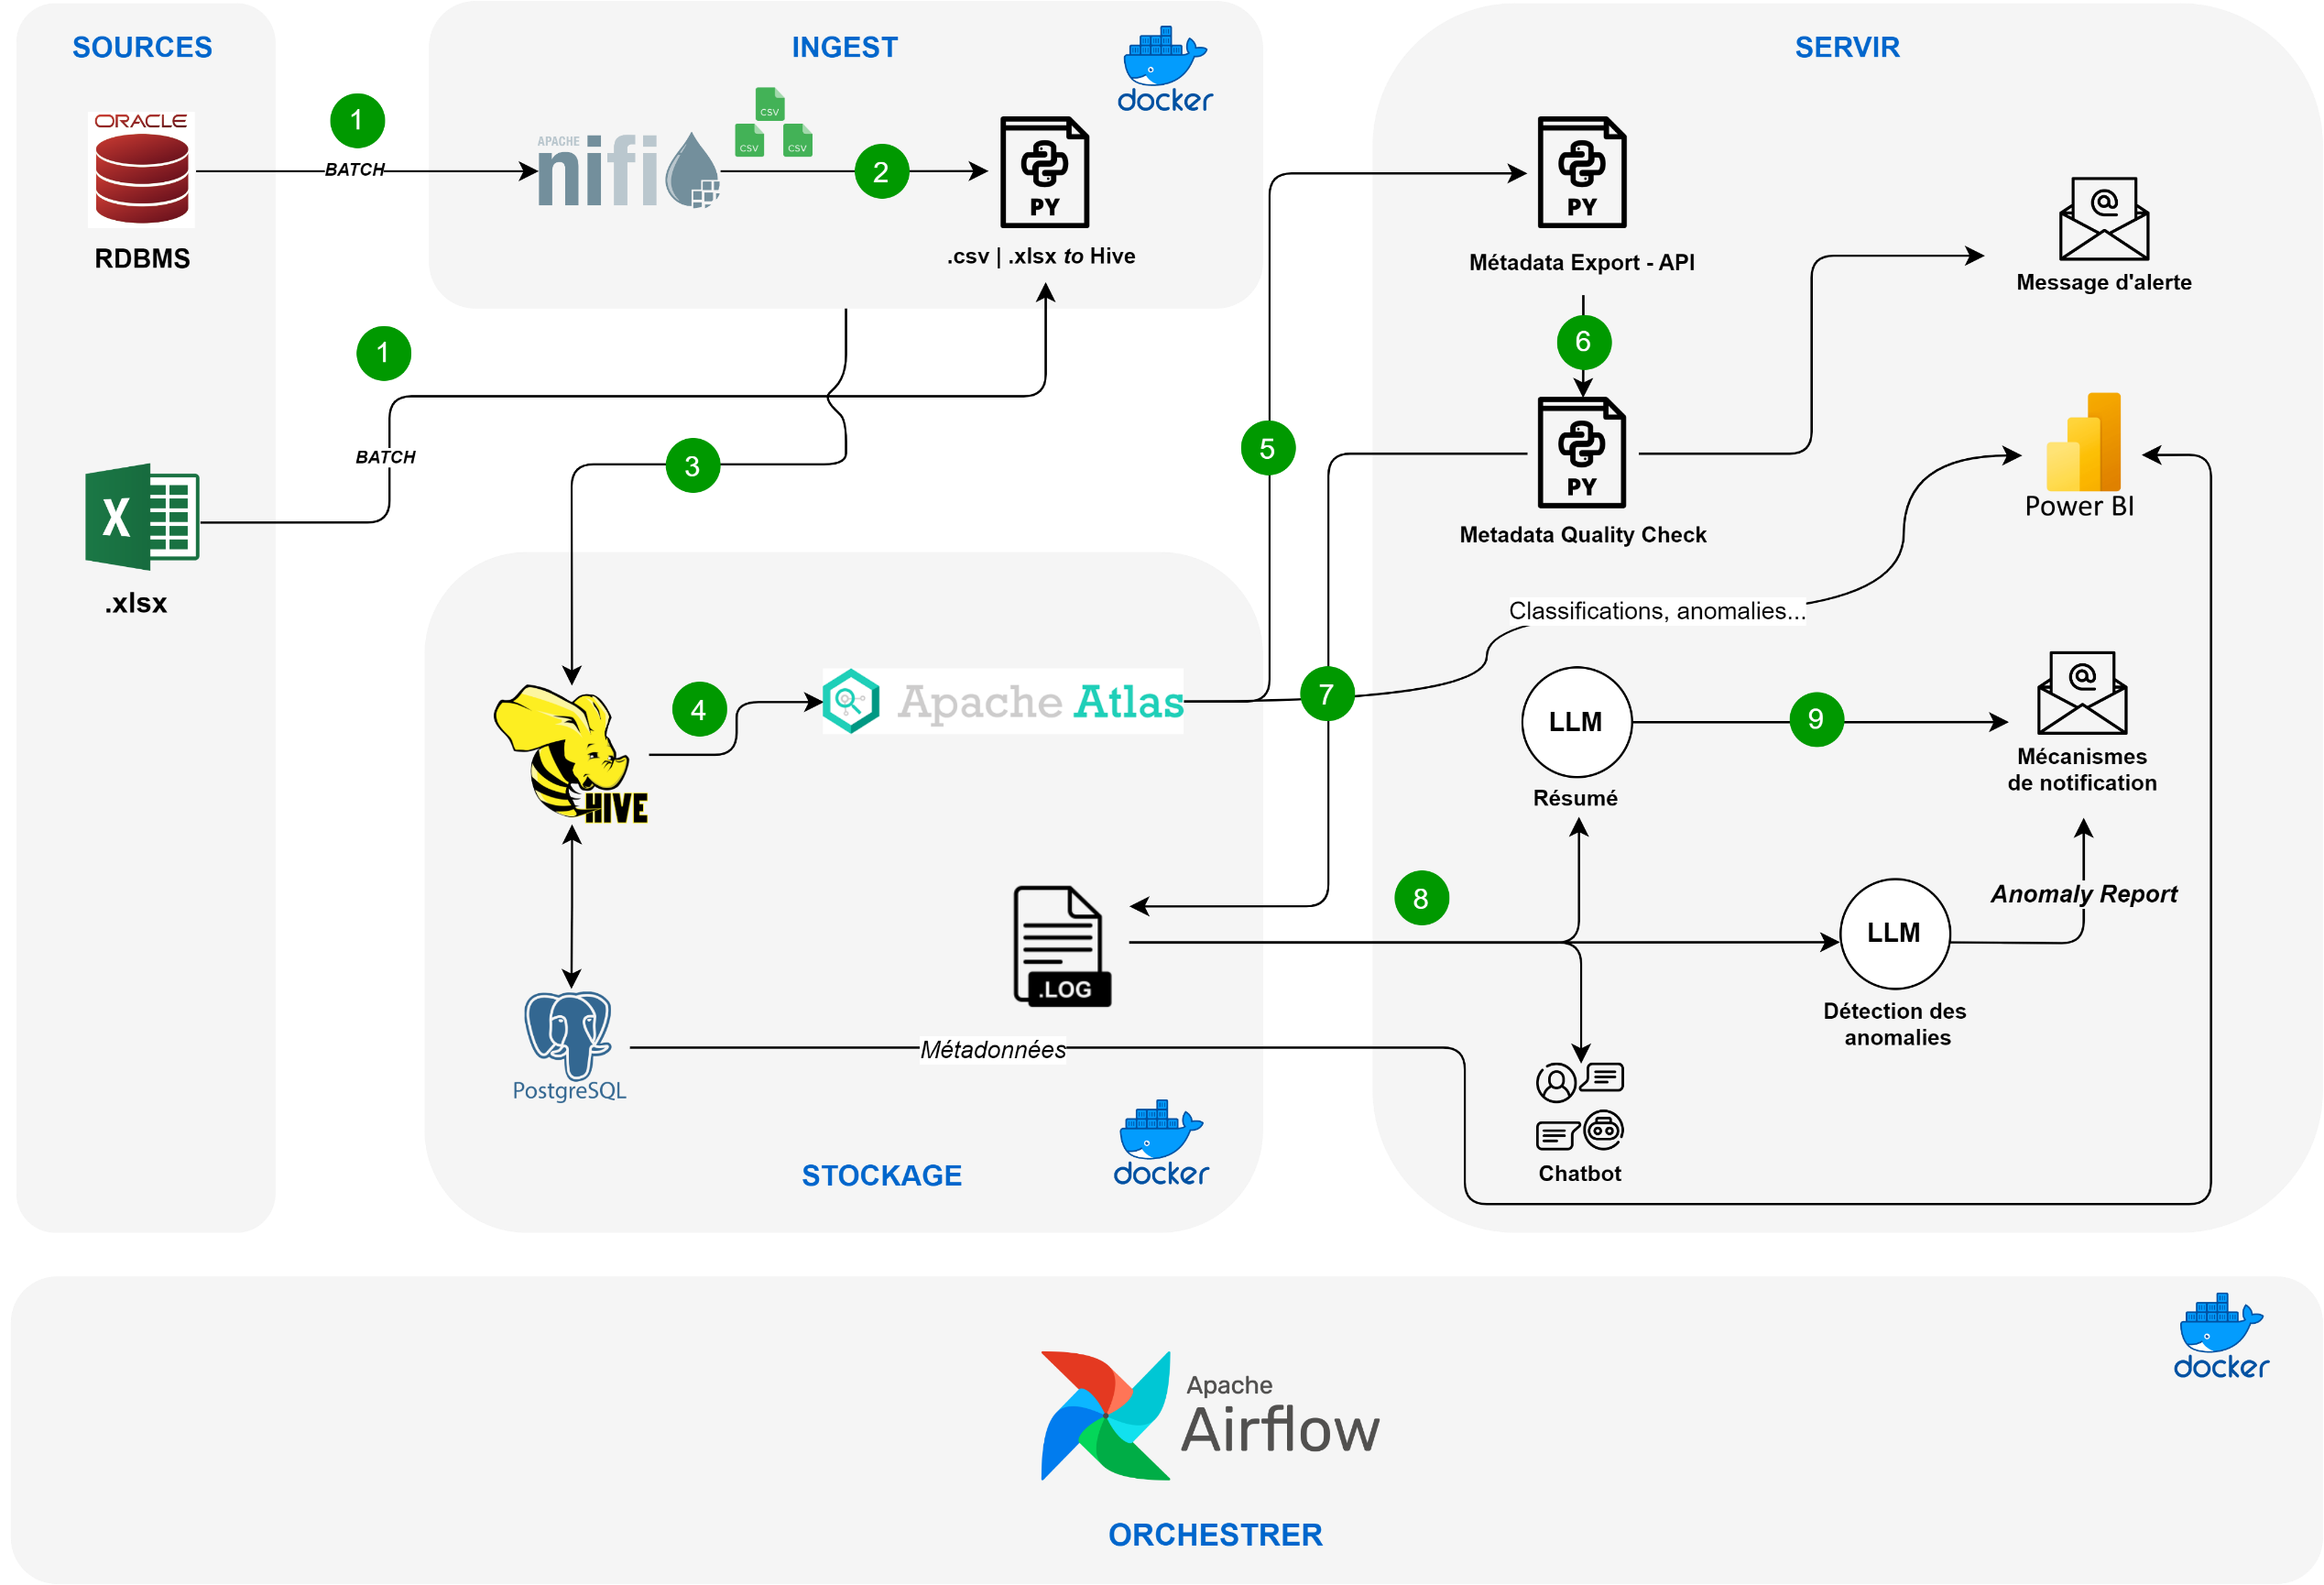 SOURCES
ORACLE
RDBMS
1
BATCH
1
BATCH
X
.xlsx
INGEST
docker
APACHE
nifi
CSV
CSV
CSV
2
PY
.csv | .xlsx to Hive
3
HIVE
4
Apache Atlas
PostgreSQL
.LOG
Métadonnées
STOCKAGE
docker
5
7
8
SERVIR
PY
Métadata Export - API
6
PY
Metadata Quality Check
@
Message d'alerte
Power BI
Classifications, anomalies...
LLM
Résumé
9
@
Mécanismes
de notification
Anomaly Report
LLM
Détection des
anomalies
Chatbot
docker
Apache
Airflow
ORCHESTRER